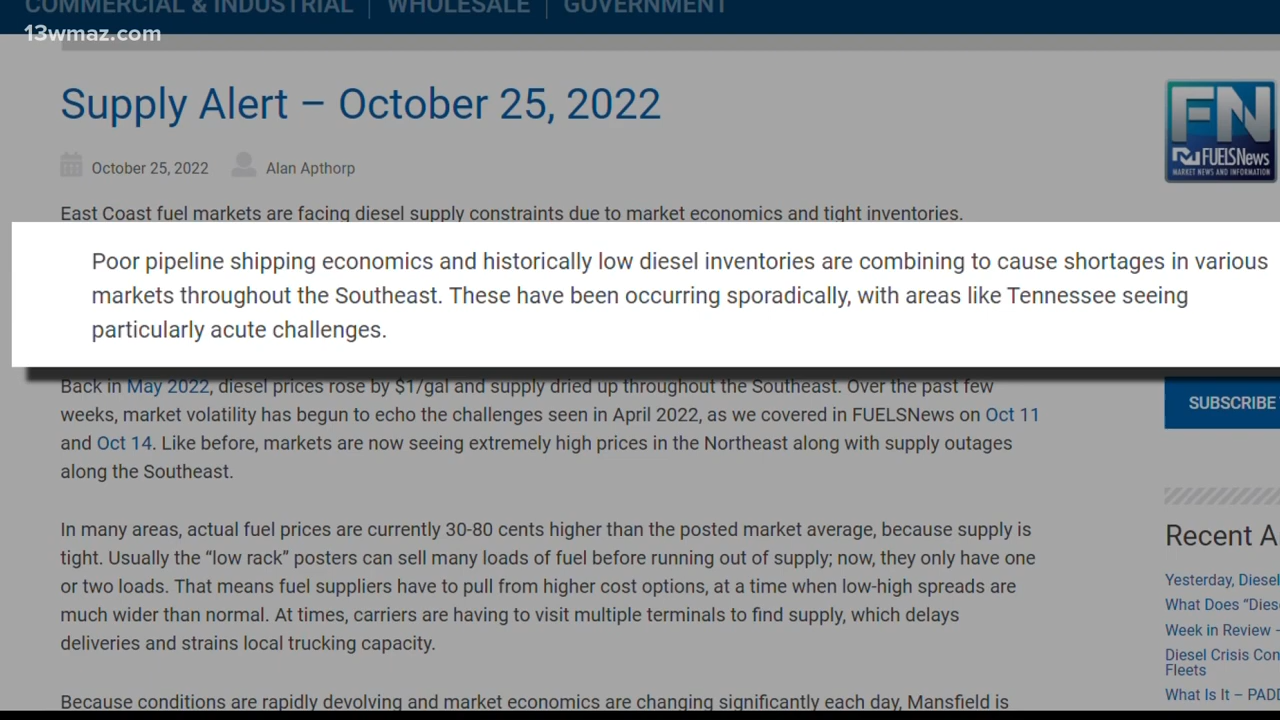 COMMERCIAL & INDUSTRIAL | WHOLESALE | GOVERNMENT
13wmaz.com
Supply Alert – October 25, 2022
October 25, 2022 Alan Apthorp
FN
FUELSNews
MARKET NEWS AND INFORMATION
East Coast fuel markets are facing diesel supply constraints due to market economics and tight inventories.
Poor pipeline shipping economics and historically low diesel inventories are combining to cause shortages in various
markets throughout the Southeast. These have been occurring sporadically, with areas like Tennessee seeing
particularly acute challenges.
Back in May 2022, diesel prices rose by $1/gal and supply dried up throughout the Southeast. Over the past few
weeks, market volatility has begun to echo the challenges seen in April 2022, as we covered in FUELSNews on Oct 11
and Oct 14. Like before, markets are now seeing extremely high prices in the Northeast along with supply outages
along the Southeast.
In many areas, actual fuel prices are currently 30-80 cents higher than the posted market average, because supply is
tight. Usually the “low rack” posters can sell many loads of fuel before running out of supply; now, they only have one
or two loads. That means fuel suppliers have to pull from higher cost options, at a time when low-high spreads are
much wider than normal. At times, carriers are having to visit multiple terminals to find supply, which delays
deliveries and strains local trucking capacity.
Because conditions are rapidly devolving and market economics are changing significantly each day, Mansfield is
SUBSCRIBE
Recent A
Yesterday, Diesel
What Does “Dies
Week in Review –
Diesel Crisis Con
Fleets
What Is It – PADD